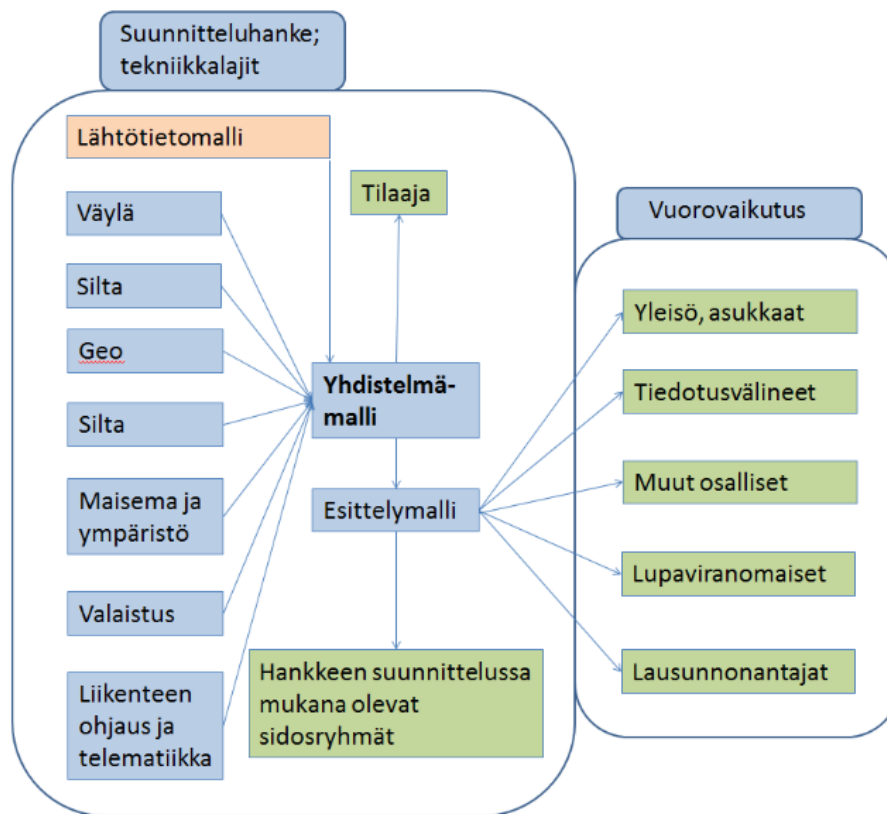 Suunnitteluhanke;
tekniikkalajit
Lähtötietomalli
Väylä
Silta
Geo
Silta
Maisema ja
ympäristö
Valaistus
Liikenteen
ohjaus ja
telematiikka
Tilaaja
Yhdistelmä-
malli
Esittelymalli
Hankkeen suunnittelussa
mukana olevat
sidosryhmät
Vuorovaikutus
Yleisö, asukkaat
Tiedotusvälineet
Muut osalliset
Lupaviranomaiset
Lausunnonantajat